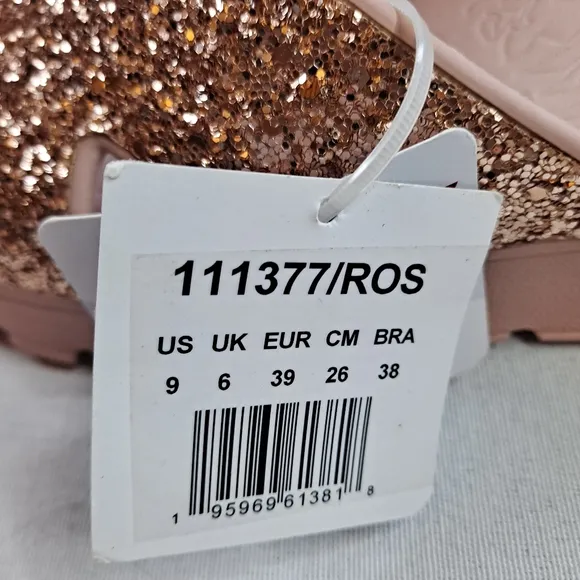 111377/ROS
US UK EUR CM BRA
9 6 39 26 38
1 95969 61381 8